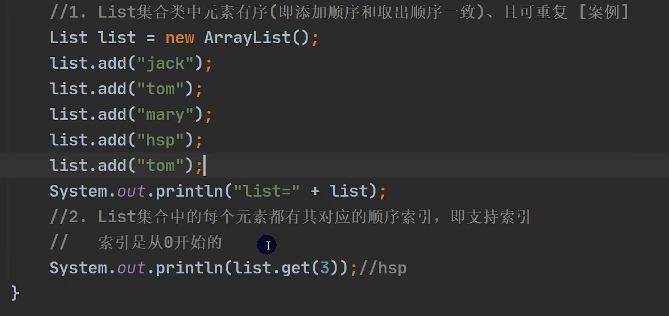 //1. List集合类中元素有序(即添加顺序和取出顺序一致)、且可重复 [案例]
List list = new ArrayList();
list.add("jack");
list.add("tom");
list.add("mary");
list.add("hsp");
list.add("tom");
System.out.println("list=" + list);
//2. List集合中的每个元素都有其对应的顺序索引，即支持索引
//   索引是从0开始的
System.out.println(list.get(3));//hsp
}